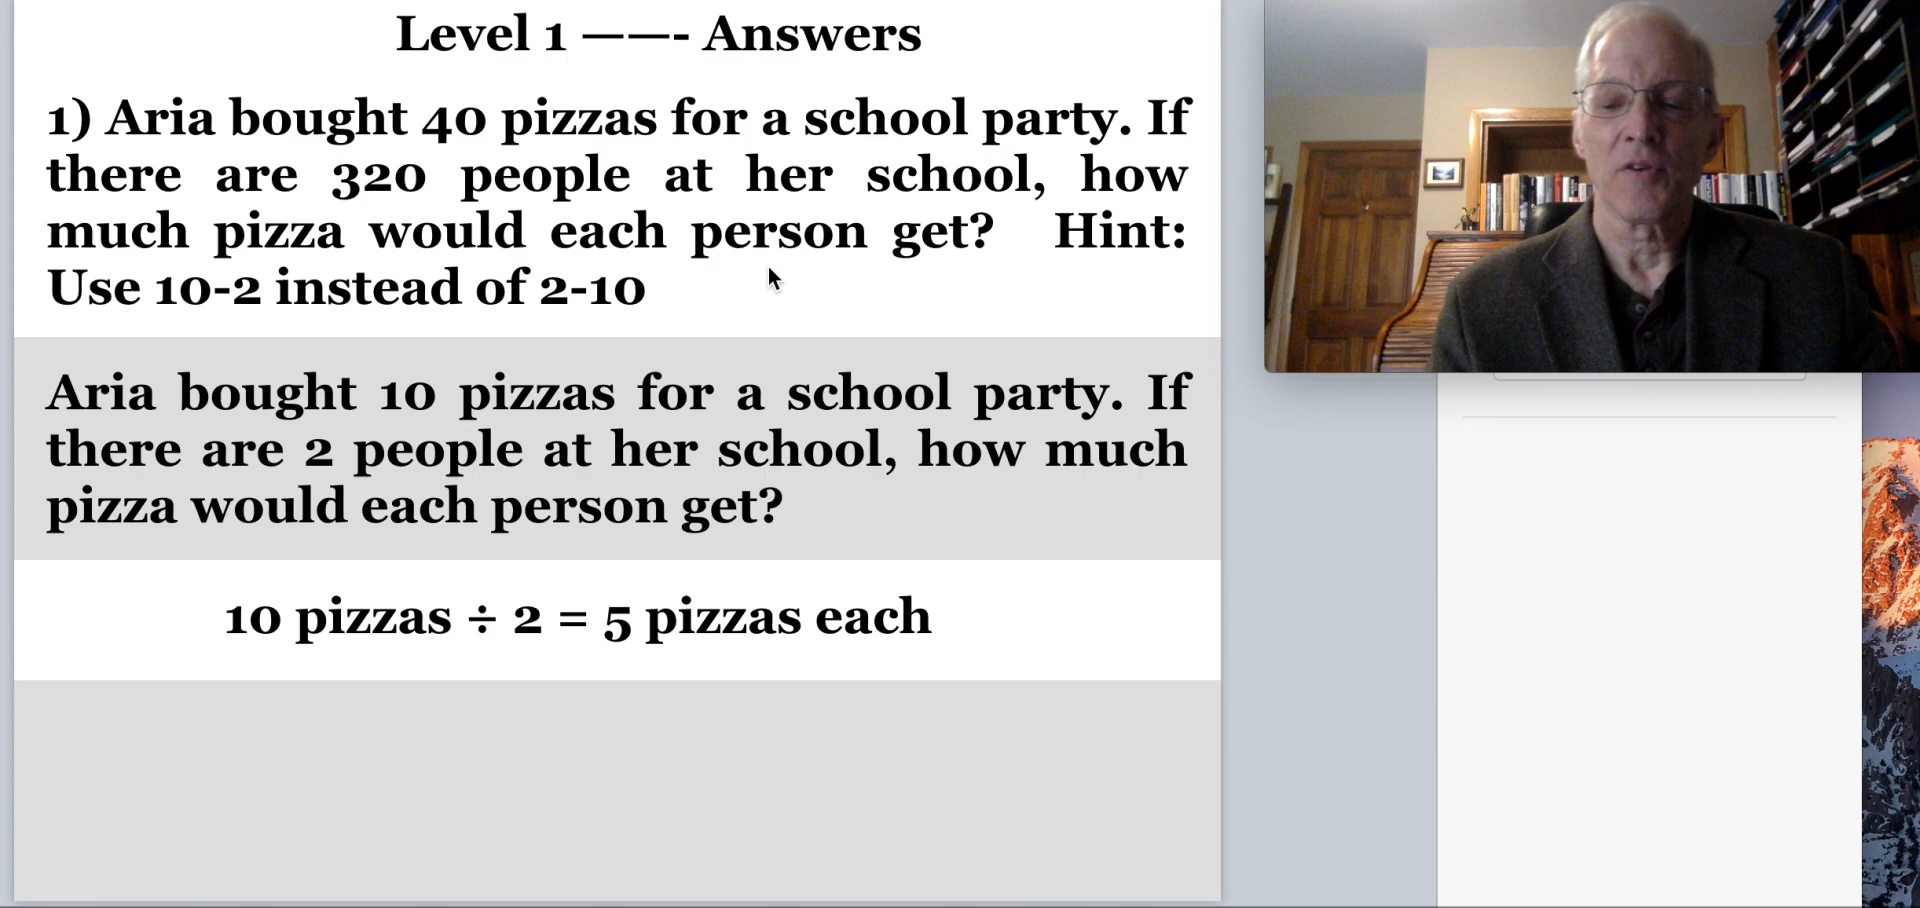 Level 1 ——- Answers
1) Aria bought 40 pizzas for a school party. If
there are 320 people at her school, how
much pizza would each person get? Hint:
Use 10-2 instead of 2-10
Aria bought 10 pizzas for a school party. If
there are 2 people at her school, how much
pizza would each person get?
10 pizzas ÷ 2 = 5 pizzas each